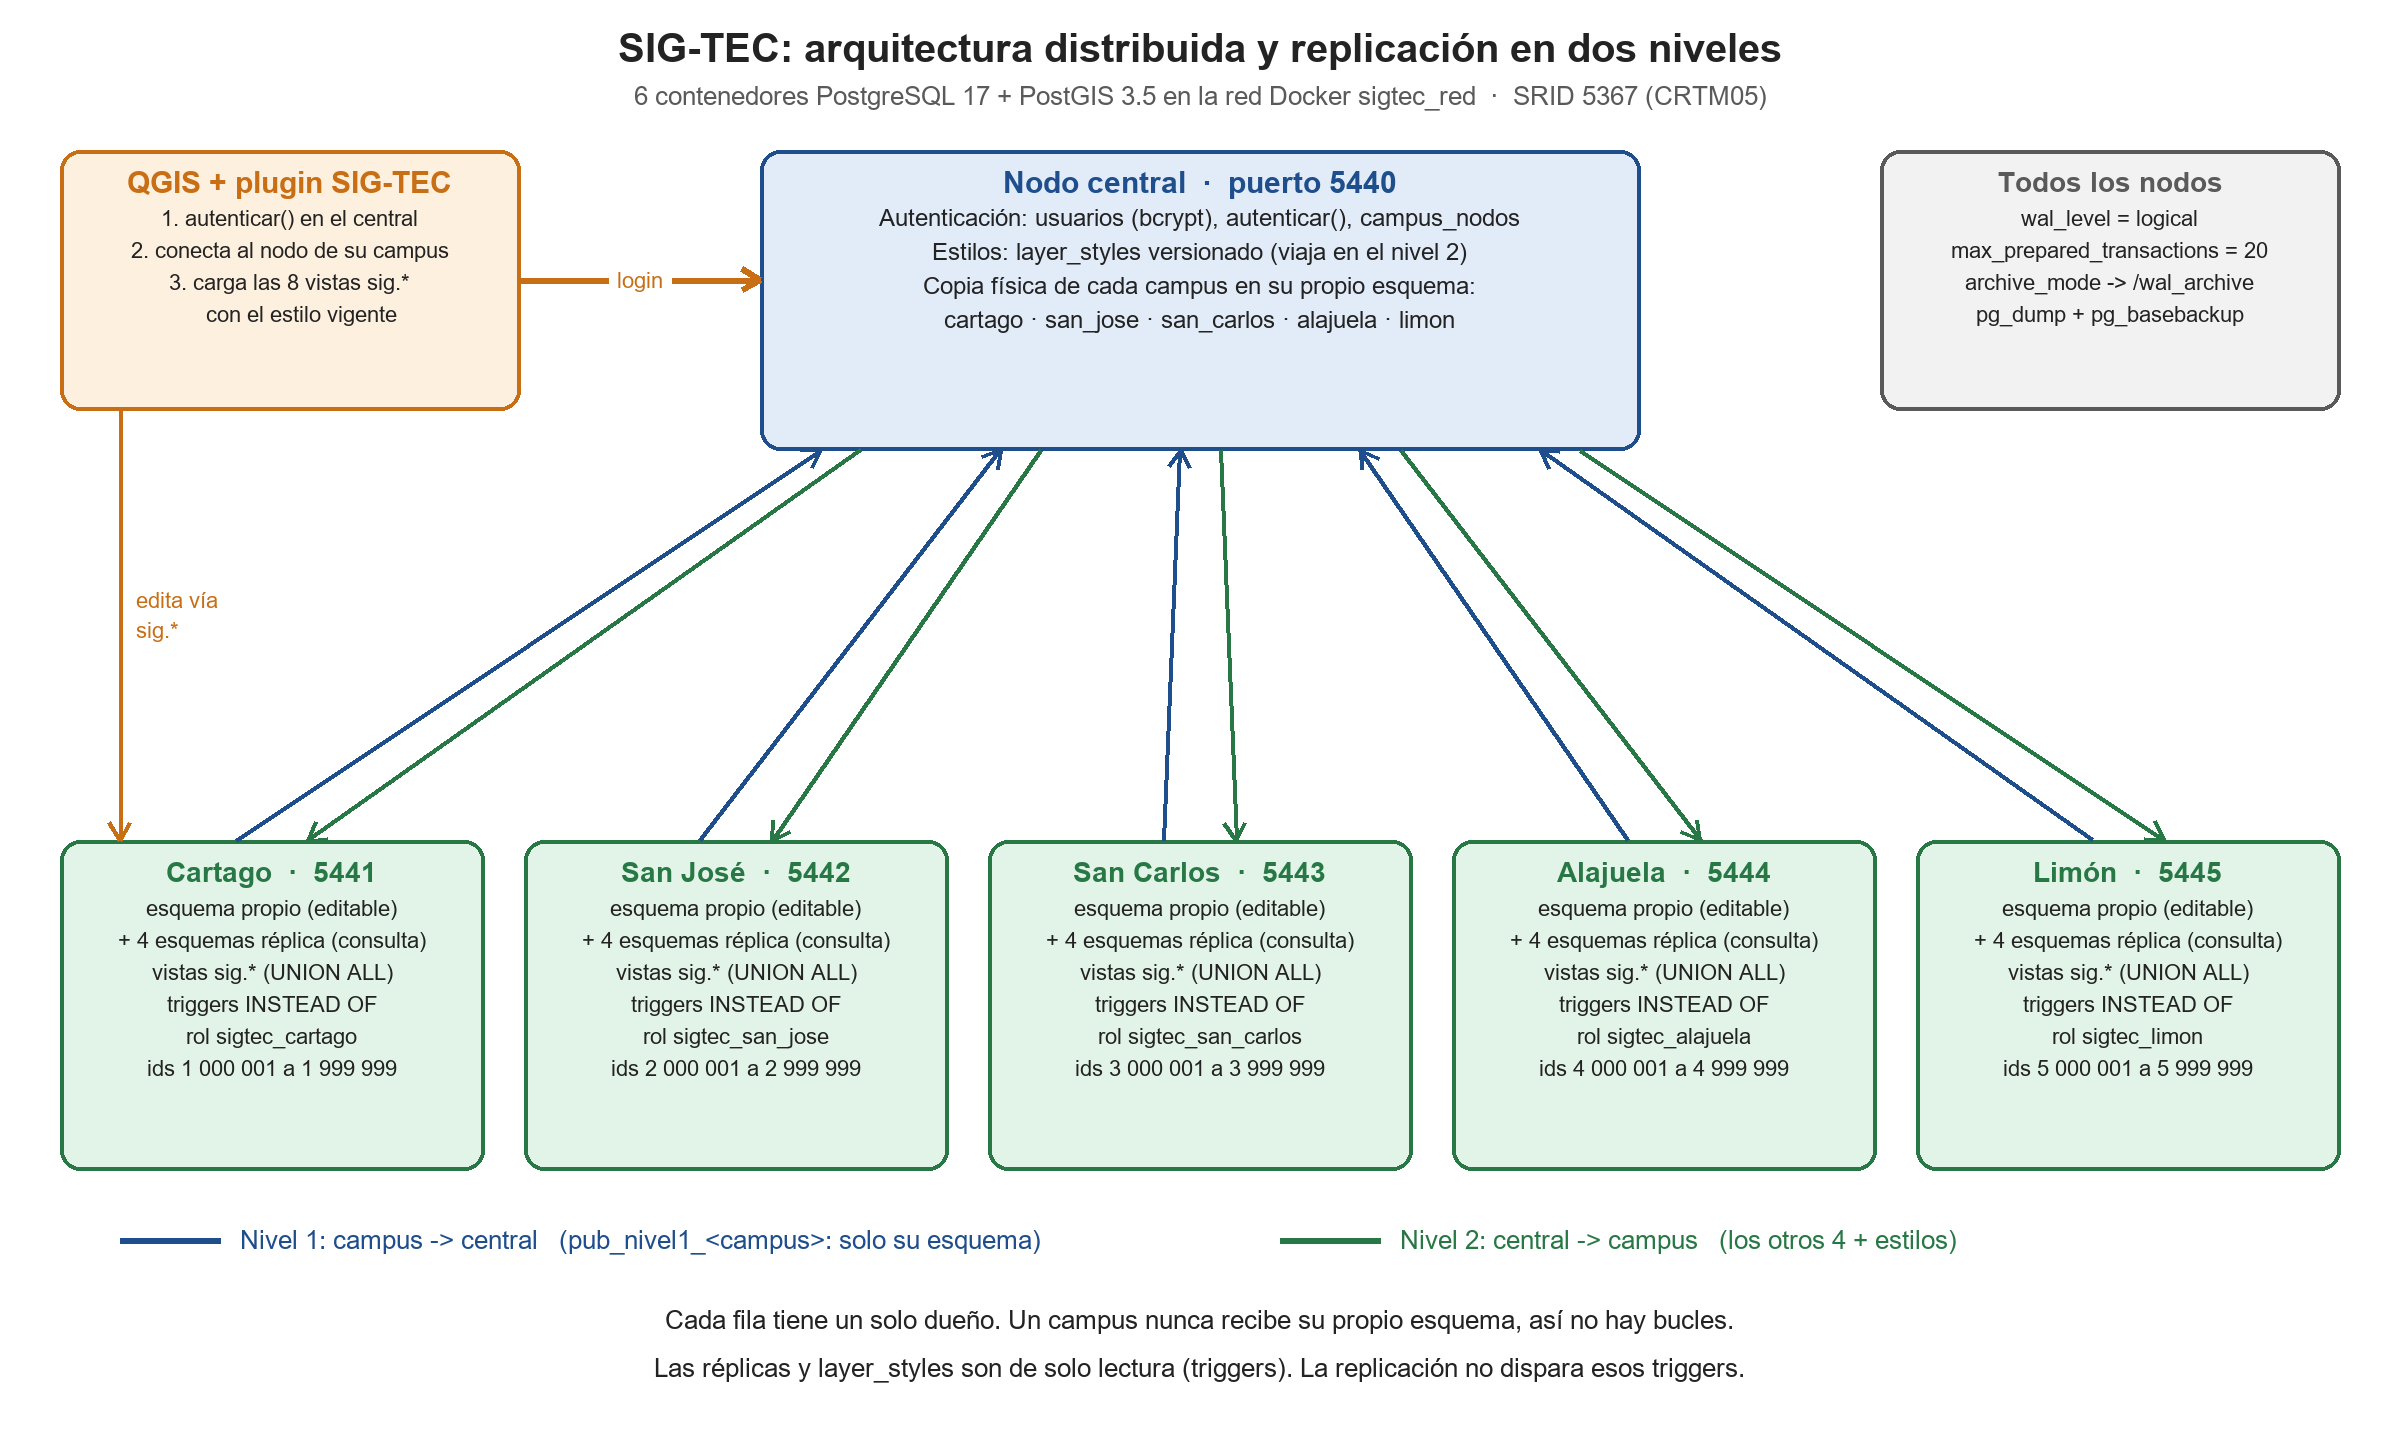 SIG-TEC: arquitectura distribuida y replicación en dos niveles
6 contenedores PostgreSQL 17 + PostGIS 3.5 en la red Docker sigtec_red · SRID 5367 (CRTM05)
QGIS + plugin SIG-TEC
1. autenticar() en el central
2. conecta al nodo de su campus
3. carga las 8 vistas sig.*
con el estilo vigente
login
Nodo central · puerto 5440
Autenticación: usuarios (bcrypt), autenticar(), campus_nodos
Estilos: layer_styles versionado (viaja en el nivel 2)
Copia física de cada campus en su propio esquema:
cartago · san_jose · san_carlos · alajuela · limon
Todos los nodos
wal_level = logical
max_prepared_transactions = 20
archive_mode -> /wal_archive
pg_dump + pg_basebackup
edita vía
sig.*
Cartago · 5441
esquema propio (editable)
+ 4 esquemas réplica (consulta)
vistas sig.* (UNION ALL)
triggers INSTEAD OF
rol sigtec_cartago
ids 1 000 001 a 1 999 999
San José · 5442
esquema propio (editable)
+ 4 esquemas réplica (consulta)
vistas sig.* (UNION ALL)
triggers INSTEAD OF
rol sigtec_san_jose
ids 2 000 001 a 2 999 999
San Carlos · 5443
esquema propio (editable)
+ 4 esquemas réplica (consulta)
vistas sig.* (UNION ALL)
triggers INSTEAD OF
rol sigtec_san_carlos
ids 3 000 001 a 3 999 999
Alajuela · 5444
esquema propio (editable)
+ 4 esquemas réplica (consulta)
vistas sig.* (UNION ALL)
triggers INSTEAD OF
rol sigtec_alajuela
ids 4 000 001 a 4 999 999
Limón · 5445
esquema propio (editable)
+ 4 esquemas réplica (consulta)
vistas sig.* (UNION ALL)
triggers INSTEAD OF
rol sigtec_limon
ids 5 000 001 a 5 999 999
Nivel 1: campus -> central (pub_nivel1_<campus>: solo su esquema)
Nivel 2: central -> campus (los otros 4 + estilos)
Cada fila tiene un solo dueño. Un campus nunca recibe su propio esquema, así no hay bucles.
Las réplicas y layer_styles son de solo lectura (triggers). La replicación no dispara esos triggers.